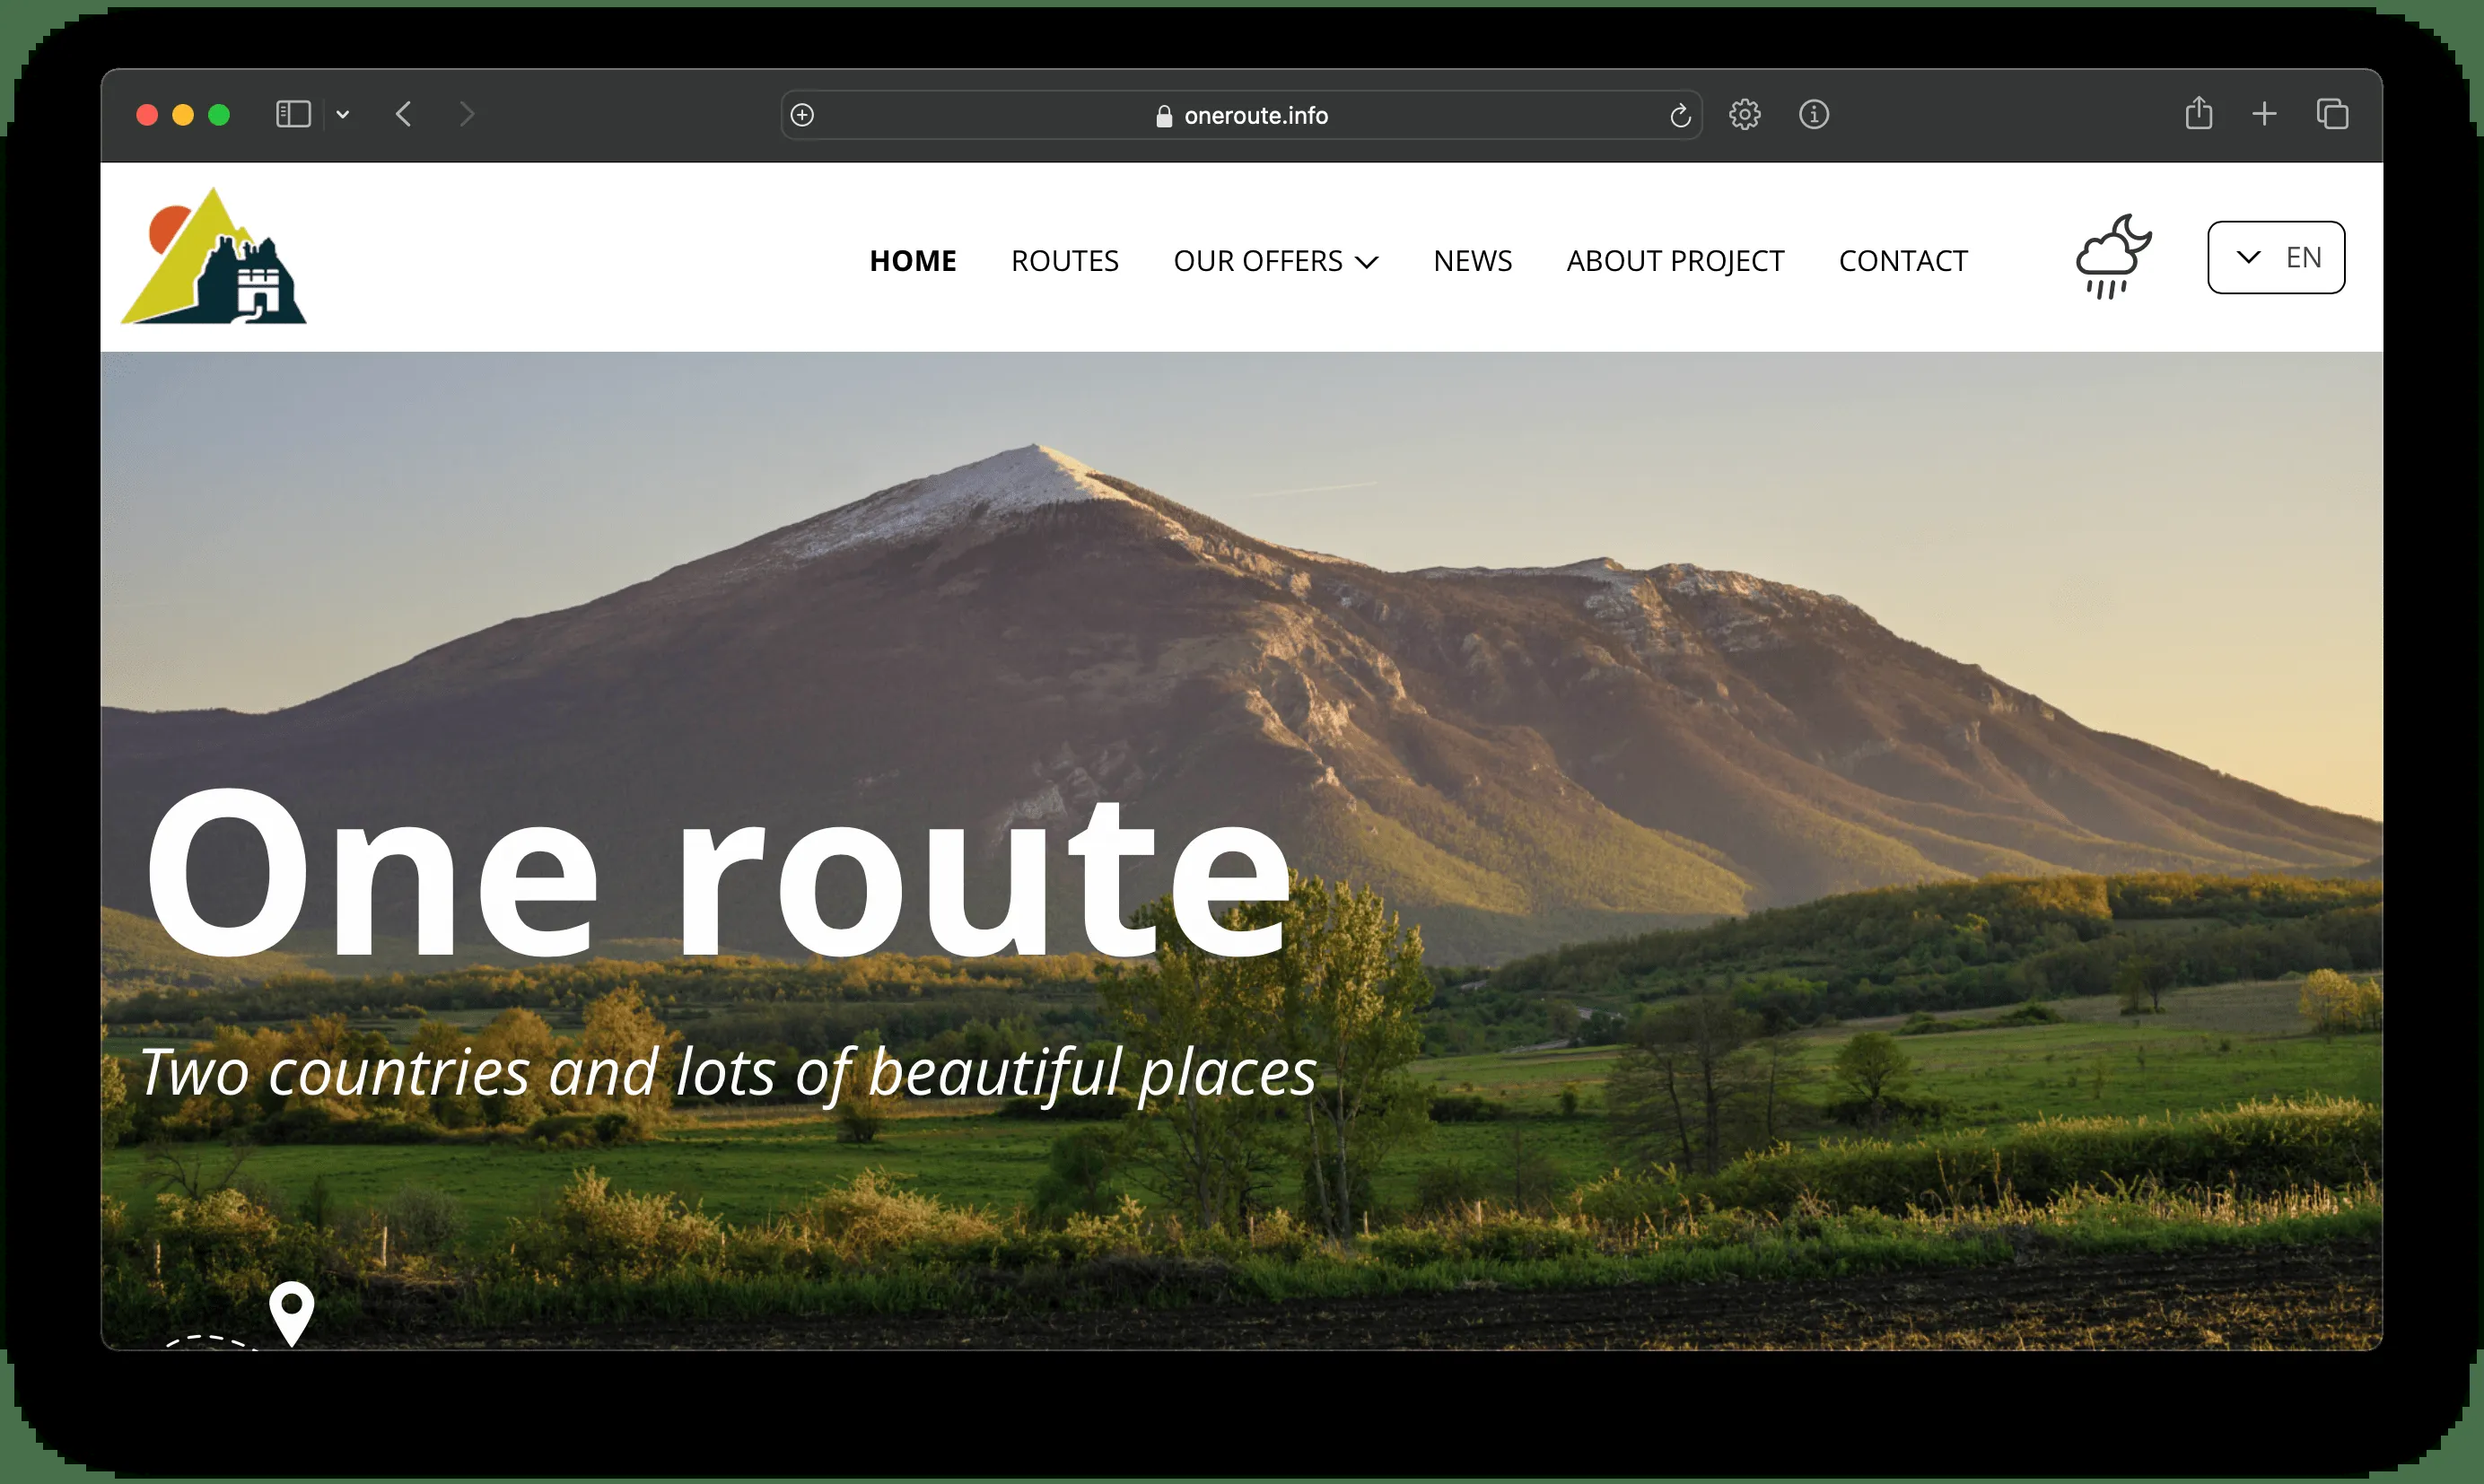 oneroute.info
HOME ROUTES OUR OFFERS NEWS ABOUT PROJECT CONTACT EN
One route
Two countries and lots of beautiful places